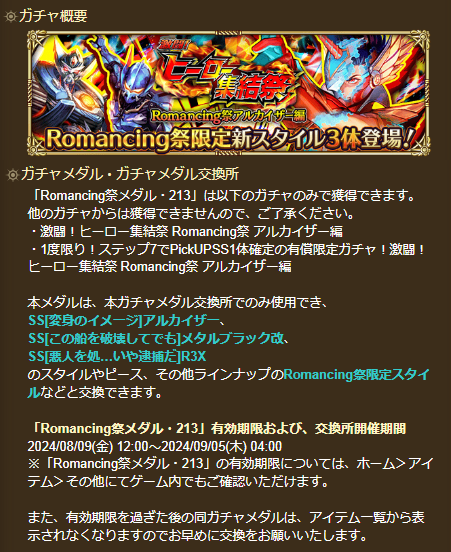 ガチャ概要
激闘!
ヒーロー集結祭
Romancing祭アルカイザー編
Romancing祭限定新スタイル3体登場!
ガチャメダル・ガチャメダル交換所
「Romancing祭メダル・213」は以下のガチャのみで獲得できます。
他のガチャからは獲得できませんので、ご了承ください。
・激闘！ヒーロー集結祭 Romancing祭 アルカイザー編
・1度限り！ステップ7でPickUPSS1体確定の有償限定ガチャ！激闘！
ヒーロー集結祭 Romancing祭 アルカイザー編
本メダルは、本ガチャメダル交換所でのみ使用でき、
SS[変身のイメージ]アルカイザー、
SS[この船を破壊してでも]メタルブラック改、
SS[悪人を処…いや逮捕だ]R3X
のスタイルやピース、その他ラインナップのRomancing祭限定スタイ
ルなどと交換できます。
「Romancing祭メダル・213」有効期限および、交換所開催期間
2024/08/09(金) 12:00～2024/09/05(木) 04:00
※「Romancing祭メダル・213」の有効期限については、ホーム＞アイ
テム＞その他にてゲーム内でもご確認いただけます。
また、有効期限を過ぎた後の同ガチャメダルは、アイテム一覧から表
示されなくなりますのでお早めに交換をお願いいたします。